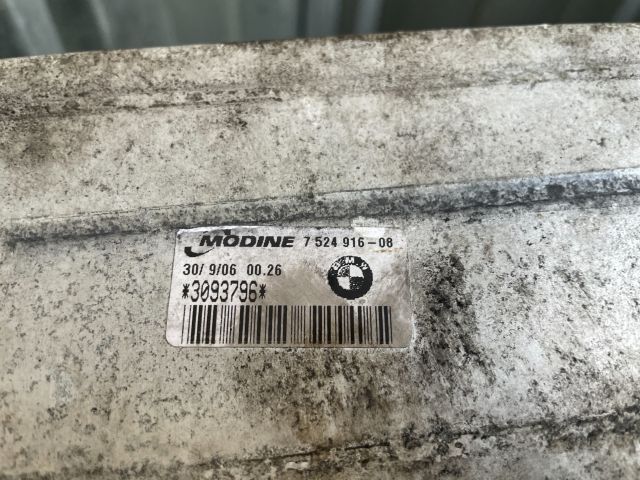 MODINE 7 524 916-08
30/ 9/06 00.26
BMW
*3093796*